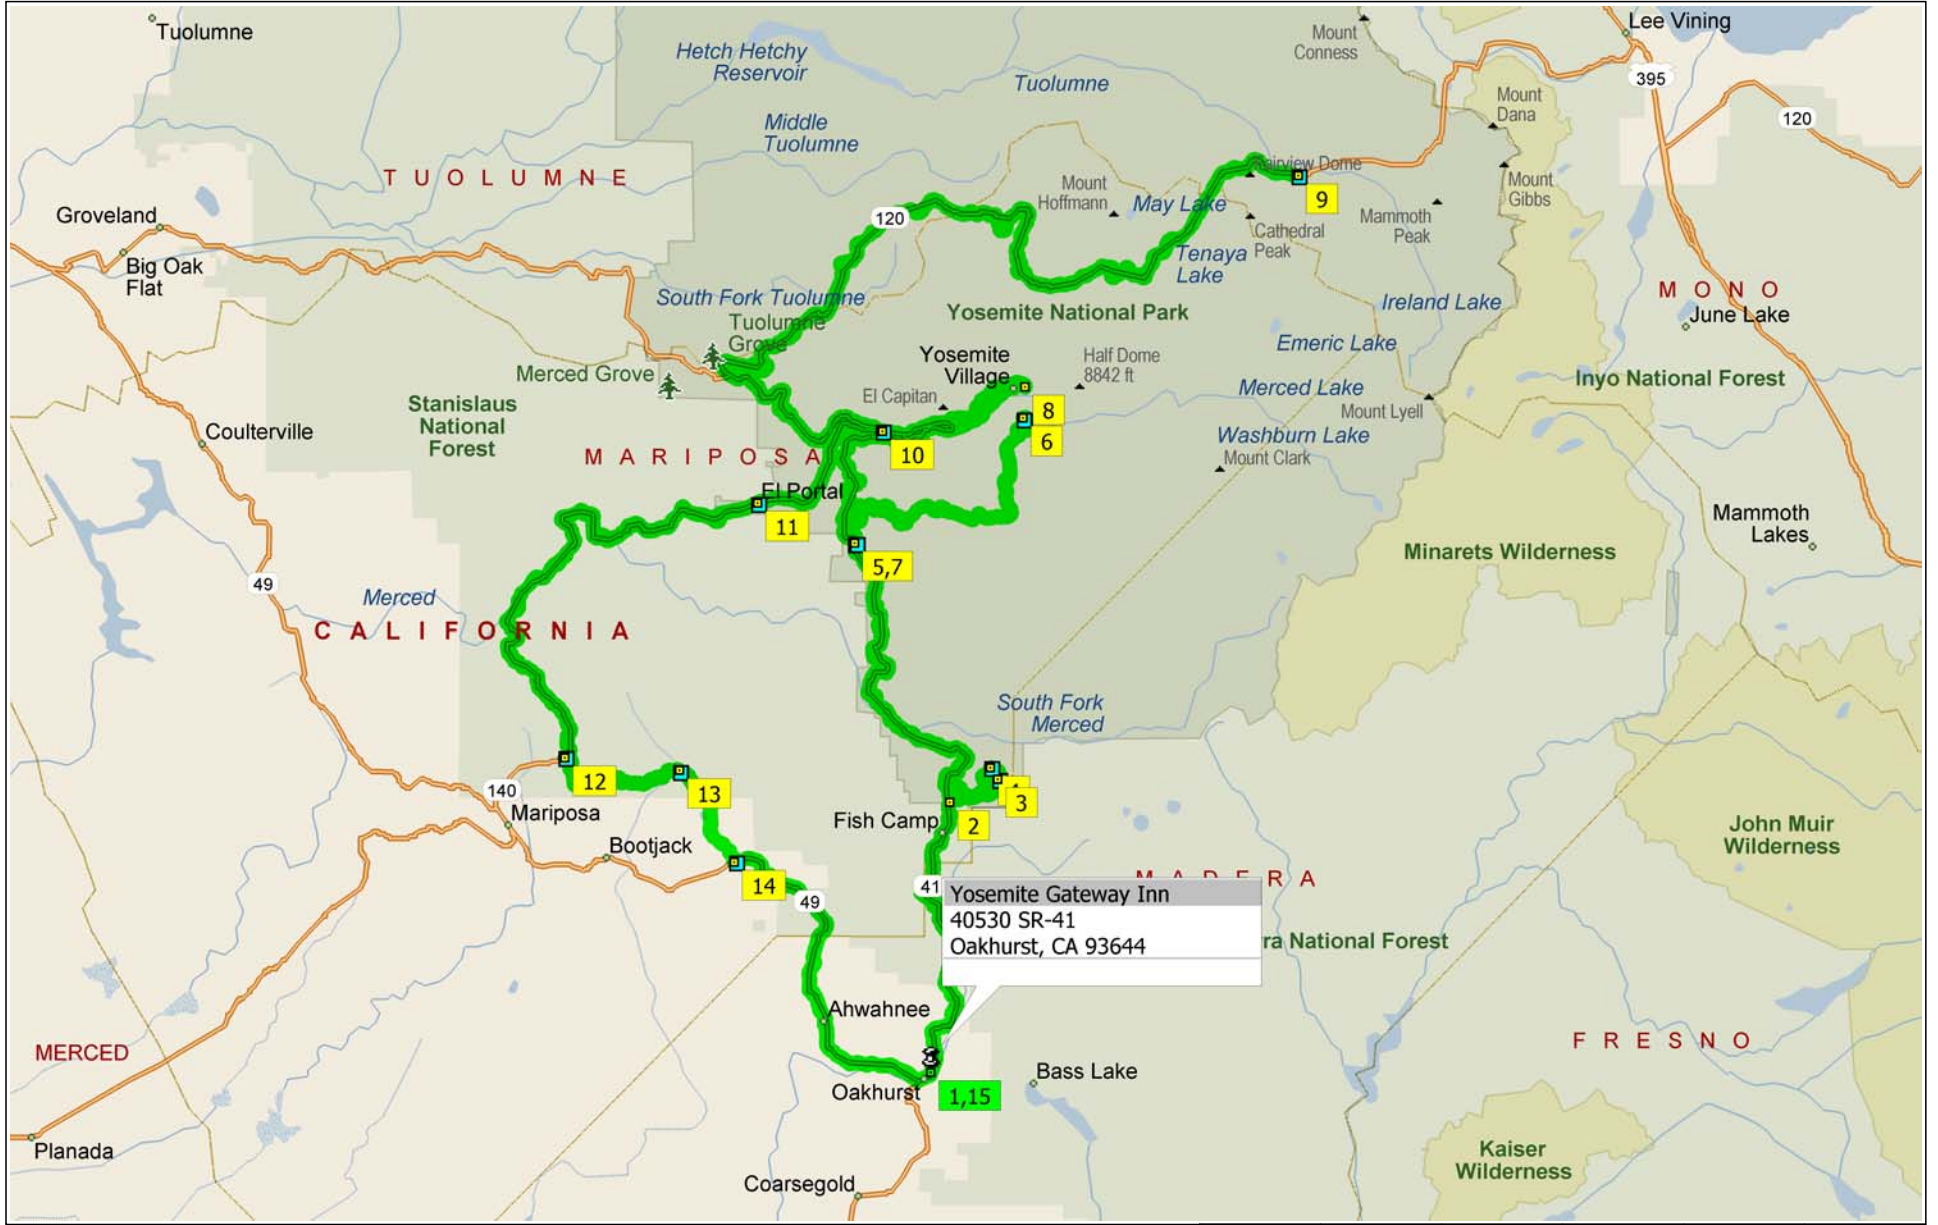 Tuolumne
Hetch Hetchy
Reservoir
Tuolumne
Mount
Conness
Lee Vining
395
Mount
Dana
120
Middle
Tuolumne
TUOLUMNE
Fairview Dome
9
Mount
Hoffmann
May Lake
Mount
Gibbs
Mammoth
Peak
Groveland
120
Cathedral
Peak
Tenaya
Lake
Big Oak
Flat
South Fork Tuolumne
Tuolumne
Grove
Yosemite National Park
Ireland Lake
MONO
June Lake
Yosemite
Village
Half Dome
8842 ft
Emeric Lake
Merced Grove
El Capitan
Merced Lake
Inyo National Forest
Stanislaus
National
Forest
8
6
Mount Lyell
Coulterville
MARIPOSA
10
Washburn Lake
Mount Clark
El Portal
11
Mammoth
Lakes
Minarets Wilderness
5,7
49
Merced
CALIFORNIA
South Fork
Merced
12
13
140
Mariposa
3
Fish Camp
2
John Muir
Wilderness
Bootjack
14
49
41
MADERA
Yosemite Gateway Inn
40530 SR-41
Oakhurst, CA 93644
ra National Forest
Ahwahnee
MERCED
FRESNO
Bass Lake
Oakhurst
1,15
Planada
Kaiser
Wilderness
Coarsegold